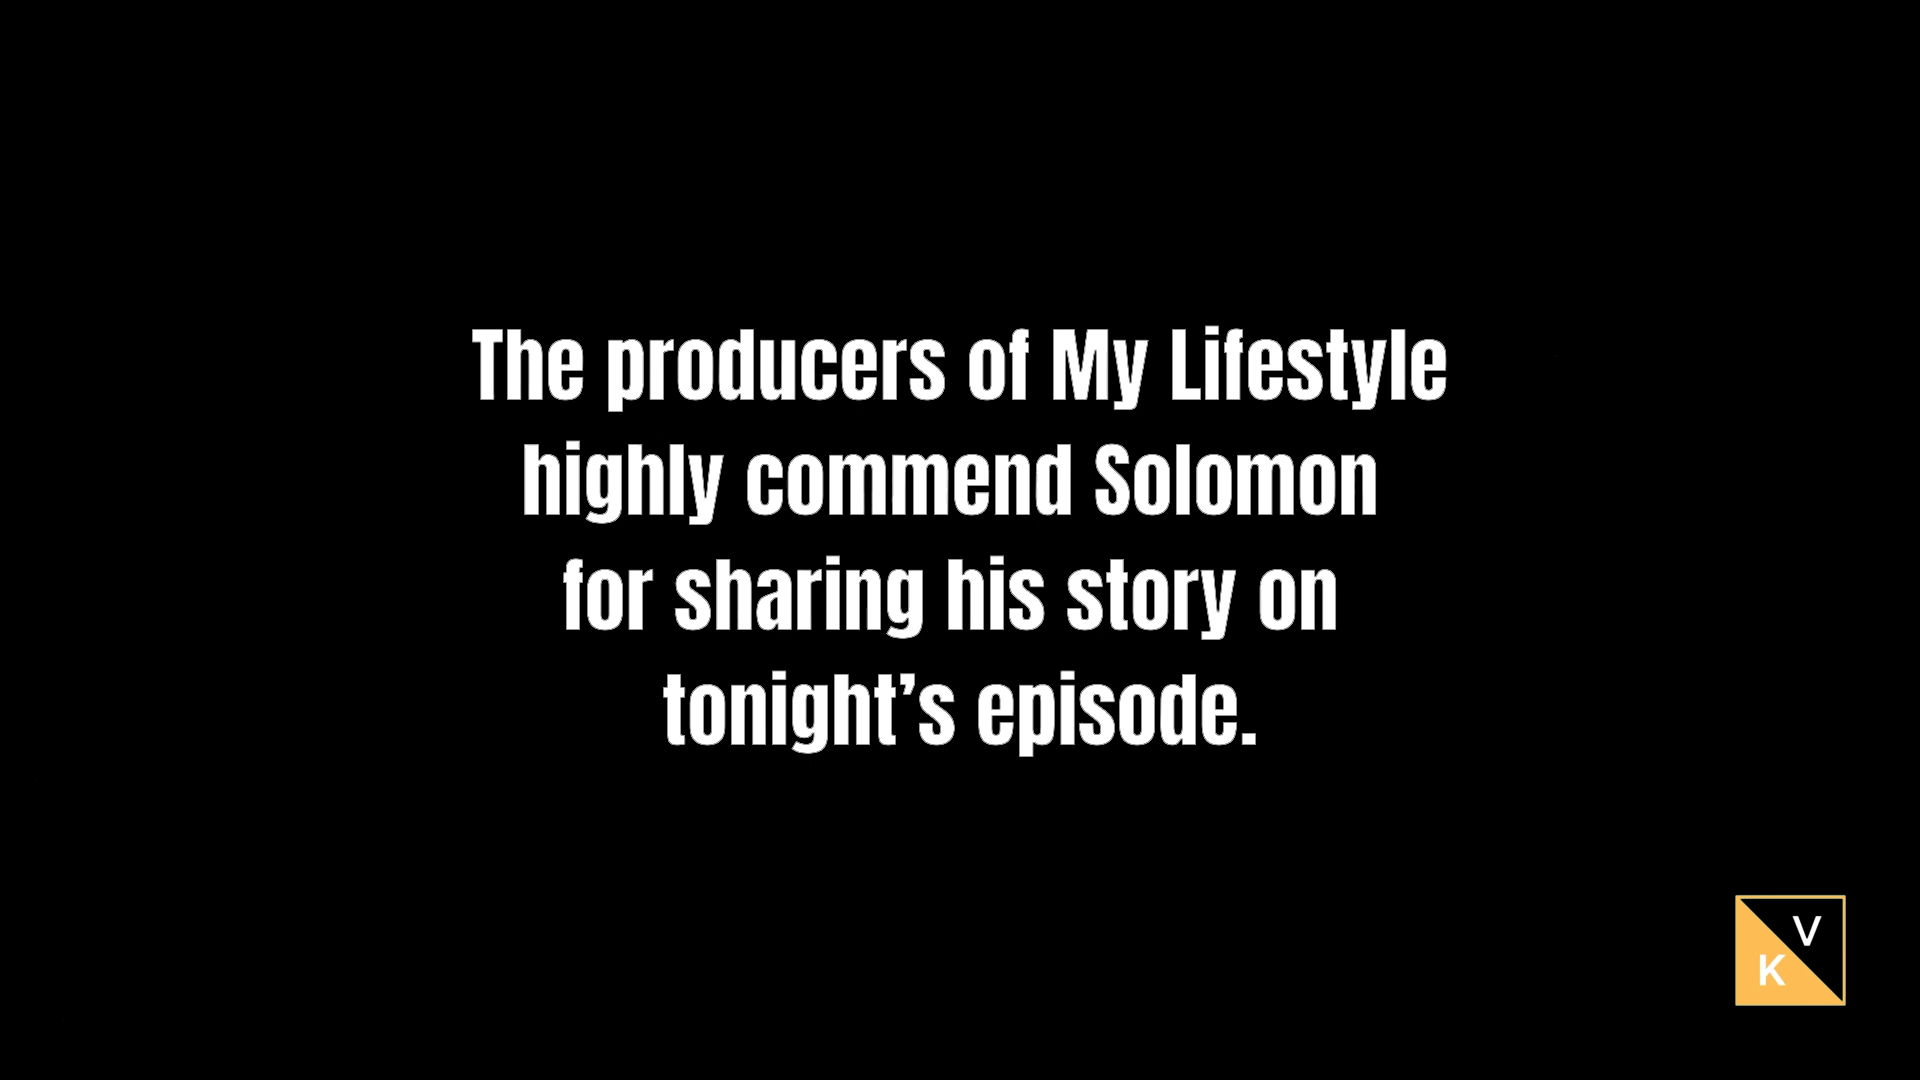 The producers of My Lifestyle
highly commend Solomon
for sharing his story on
tonight’s episode.
V
K